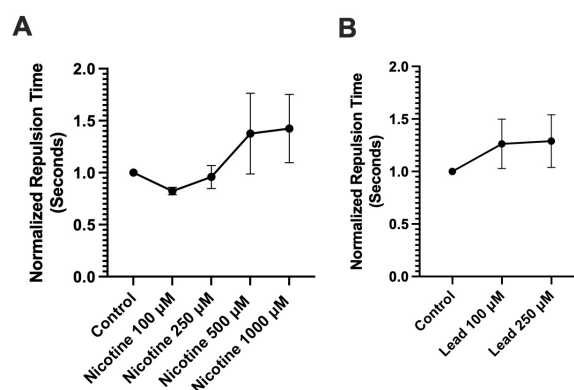 A
Normalized Repulsion Time
(Seconds)
2.0
1.5
1.0
0.5
0.0
Control
Nicotine 100 µM
Nicotine 250 µM
Nicotine 500 µM
Nicotine 1000 µM
B
Normalized Repulsion Time
(Seconds)
2.0
1.5
1.0
0.5
0.0
Control
Lead 100 µM
Lead 250 µM